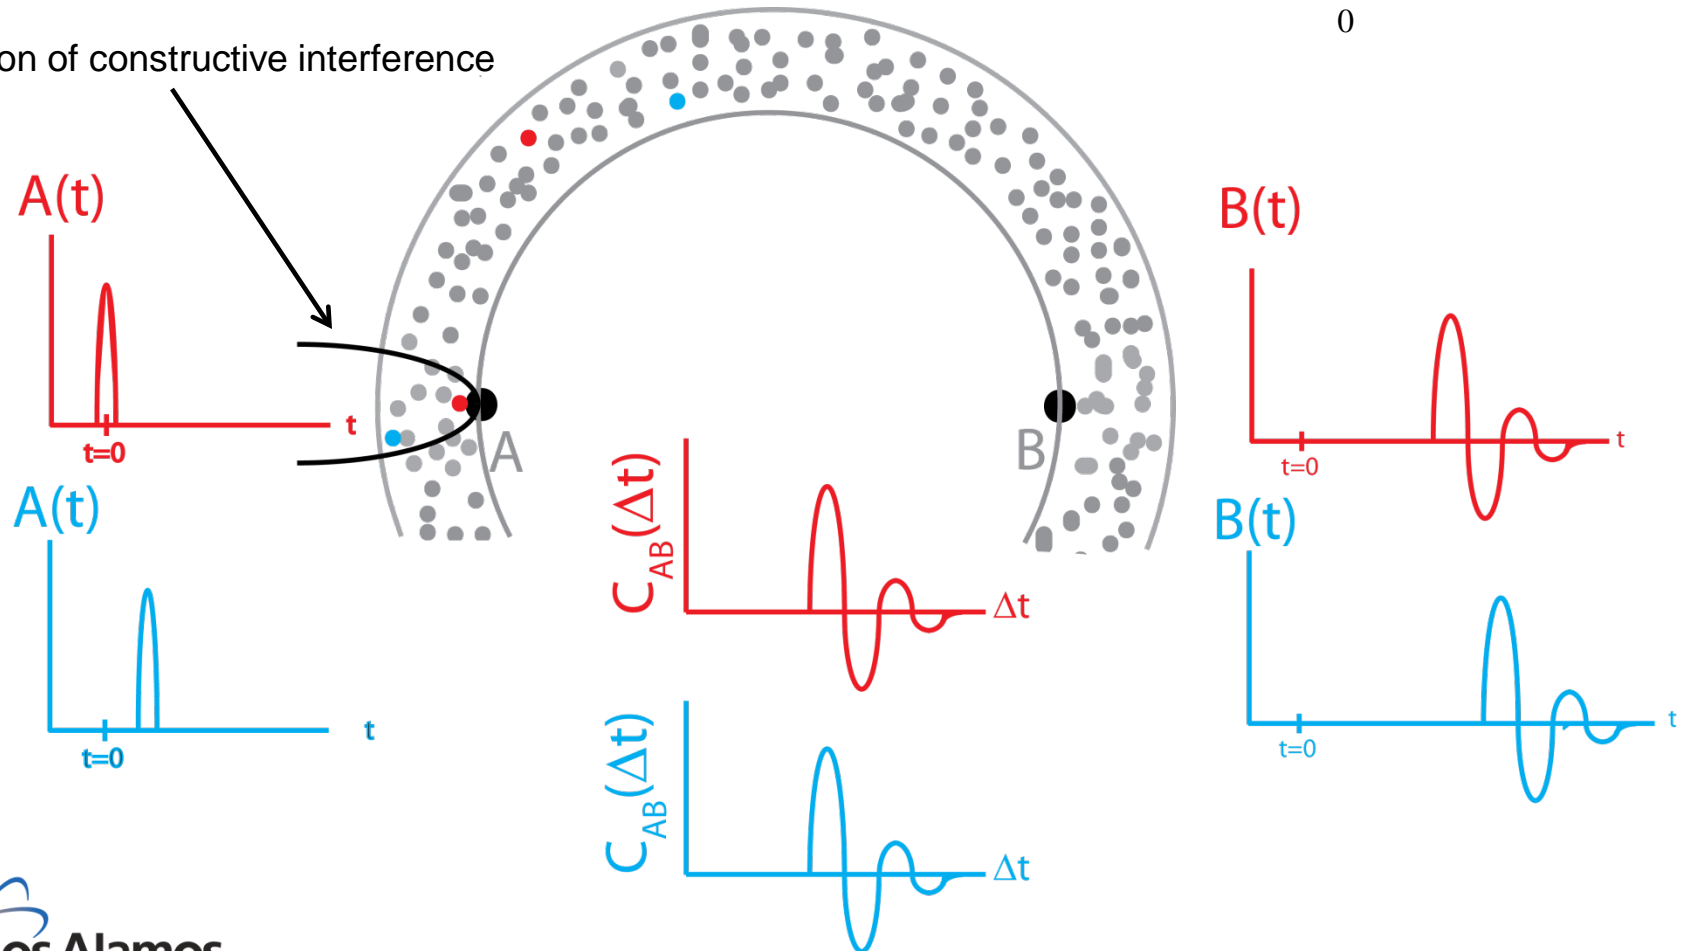 0
on of constructive interference
A(t)
t
t=0
A(t)
t
t=0
A
B
C_AB(Δt)
Δt
C_AB(Δt)
Δt
B(t)
t
t=0
B(t)
t
t=0
os Alamos